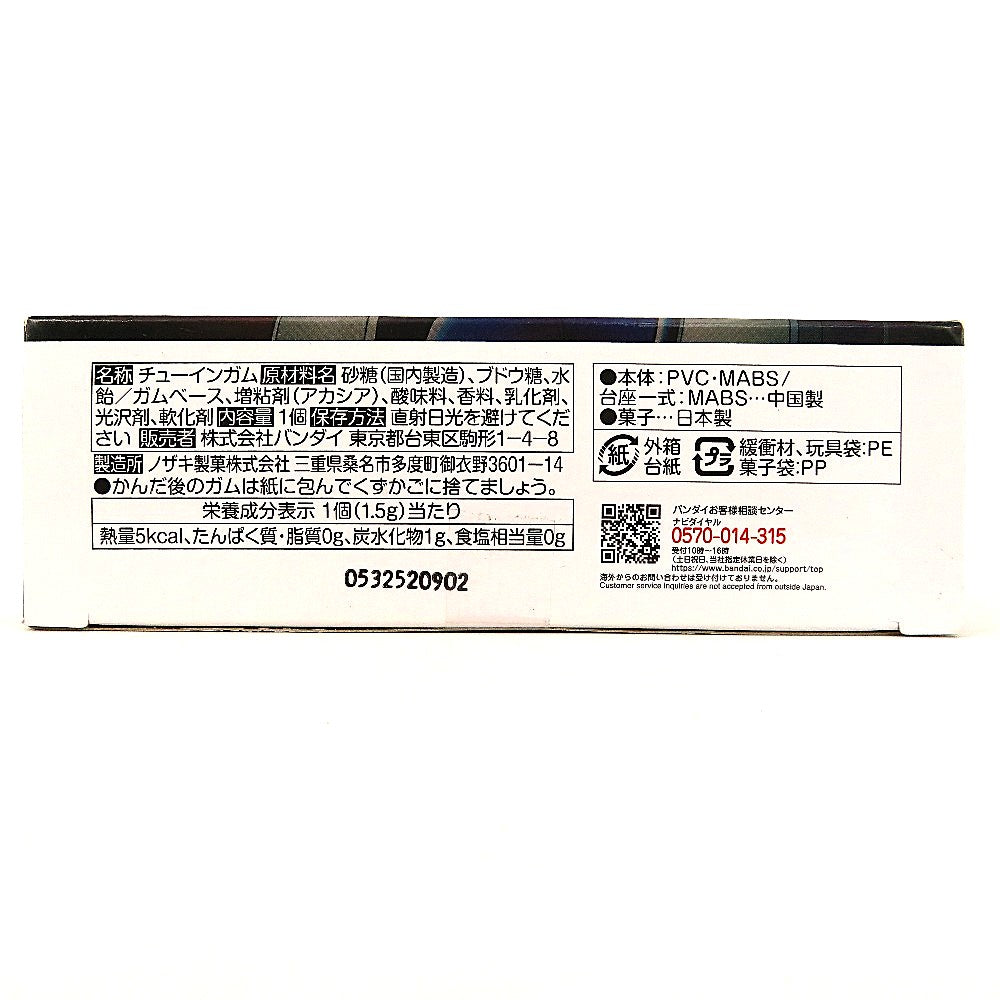 名称 チューインガム 原材料名 砂糖(国内製造)、ブドウ糖、水
飴/ガムベース、増粘剤(アカシア)、酸味料、香料、乳化剤、
光沢剤、軟化剤 内容量 1個 保存方法 直射日光を避けてくだ
さい 販売者 株式会社バンダイ 東京都台東区駒形1-4-8
製造所 ノザキ製菓株式会社 三重県桑名市多度町御衣野3601-14
●かんだ後のガムは紙に包んでくずかごに捨てましょう。
栄養成分表示 1個(1.5g)当たり
熱量5kcal、たんぱく質・脂質0g、炭水化物1g、食塩相当量0g
0532520902
●本体:PVC・MABS/
台座一式:MABS…中国製
●菓子…日本製
紙 外箱
台紙
プラ 緩衝材、玩具袋:PE
菓子袋:PP
バンダイお客様相談センター
ナビダイヤル
0570-014-315
受付10時~16時
(土日祝日、当社指定休業日を除く)
https://www.bandai.co.jp/support/top
海外からのお問い合わせは受け付けておりません。
Customer service inquiries are not accepted from outside Japan.